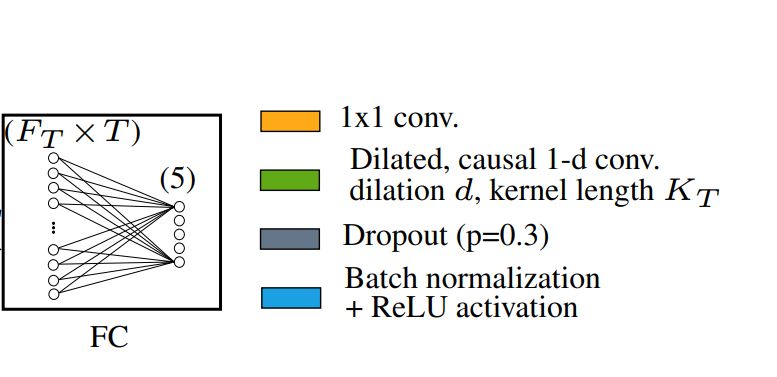 (F_T × T)
(5)
FC
1x1 conv.
Dilated, causal 1-d conv.
dilation d, kernel length K_T
Dropout (p=0.3)
Batch normalization
+ ReLU activation